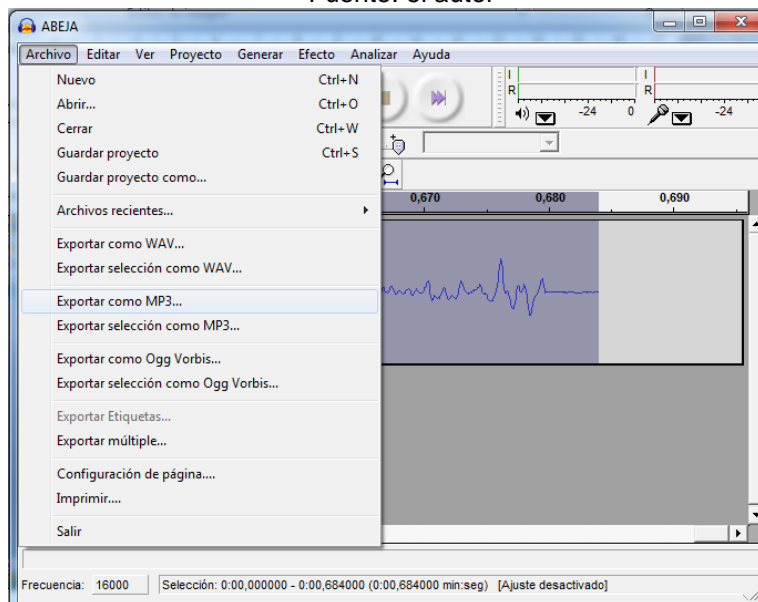 Fuente: el autor
ABEJA
Archivo Editar Ver Proyecto Generar Efecto Analizar Ayuda
Nuevo Ctrl+N
Abrir... Ctrl+O
Cerrar Ctrl+W
Guardar proyecto Ctrl+S
Guardar proyecto como...
Archivos recientes...
Exportar como WAV...
Exportar selección como WAV...
Exportar como MP3...
Exportar selección como MP3...
Exportar como Ogg Vorbis...
Exportar selección como Ogg Vorbis...
Exportar Etiquetas...
Exportar múltiple...
Configuración de página....
Imprimir....
Salir
I I
R R
-24 0 -24
0,670 0,680 0,690
Frecuencia: 16000 Selección: 0:00,000000 - 0:00,684000 (0:00,684000 min:seg) [Ajuste desactivado]